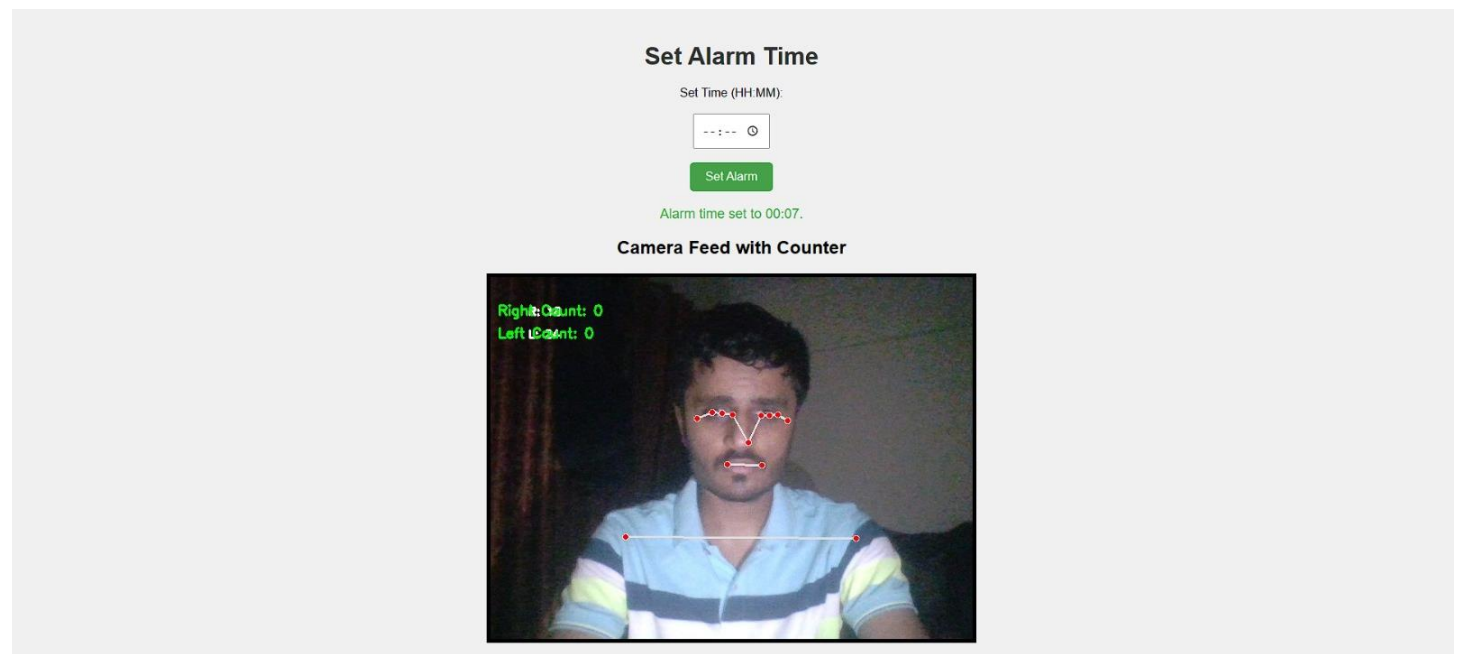 Set Alarm Time
Set Time (HH:MM):
--:--
Set Alarm
Alarm time set to 00:07.
Camera Feed with Counter
Right Count: 0
Left Count: 0